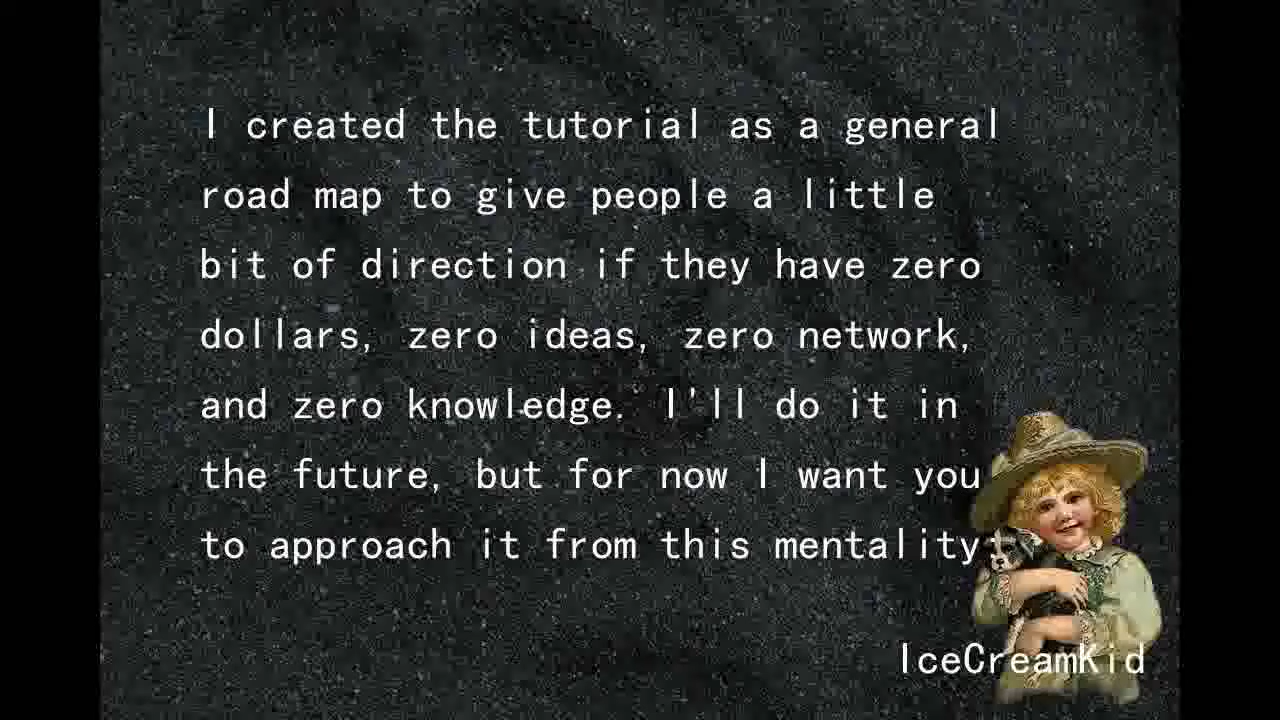 I created the tutorial as a general
road map to give people a little
bit of direction if they have zero
dollars, zero ideas, zero network,
and zero knowledge. I'll do it in
the future, but for now I want you
to approach it from this mentality:
IceCreamKid